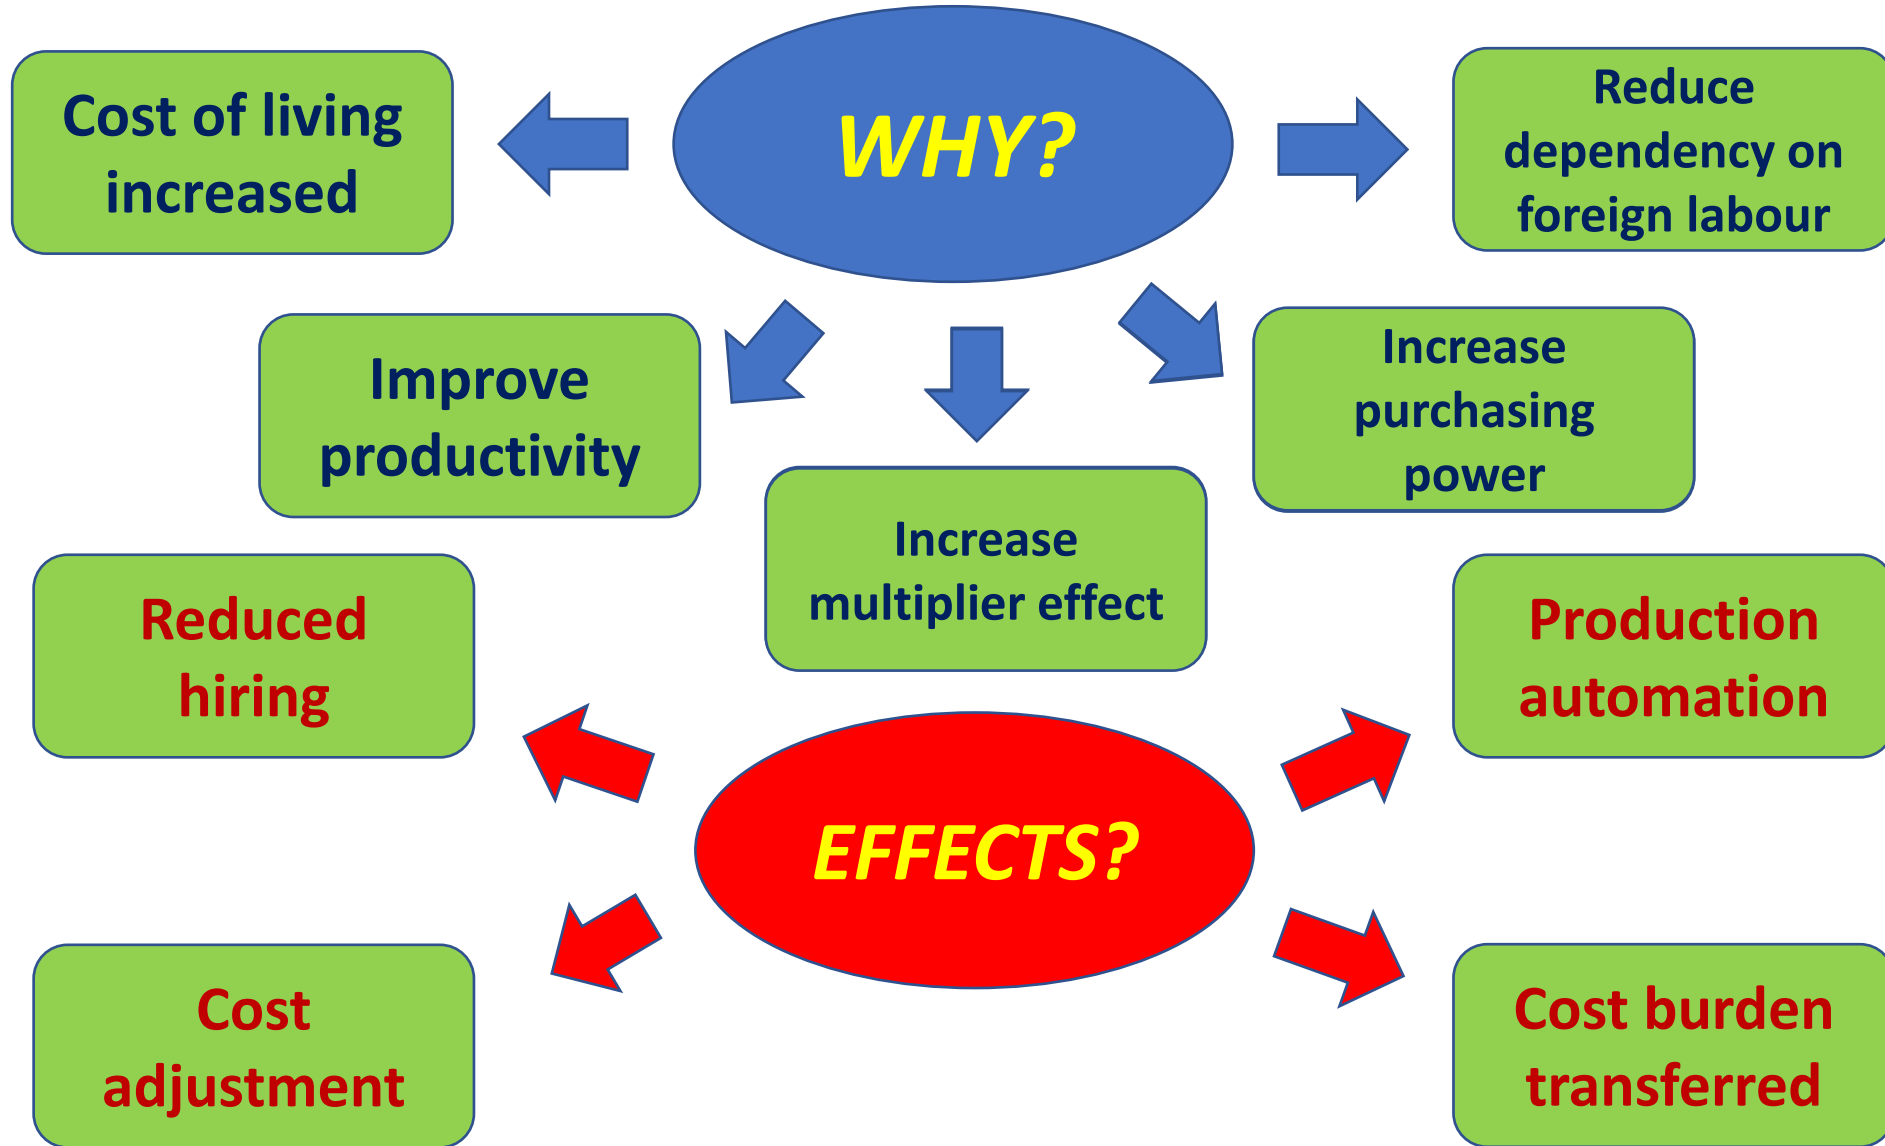 WHY?
Cost of living
increased
Reduce
dependency on
foreign labour
Improve
productivity
Increase
purchasing
power
Increase
multiplier effect
Reduced
hiring
Production
automation
EFFECTS?
Cost
adjustment
Cost burden
transferred